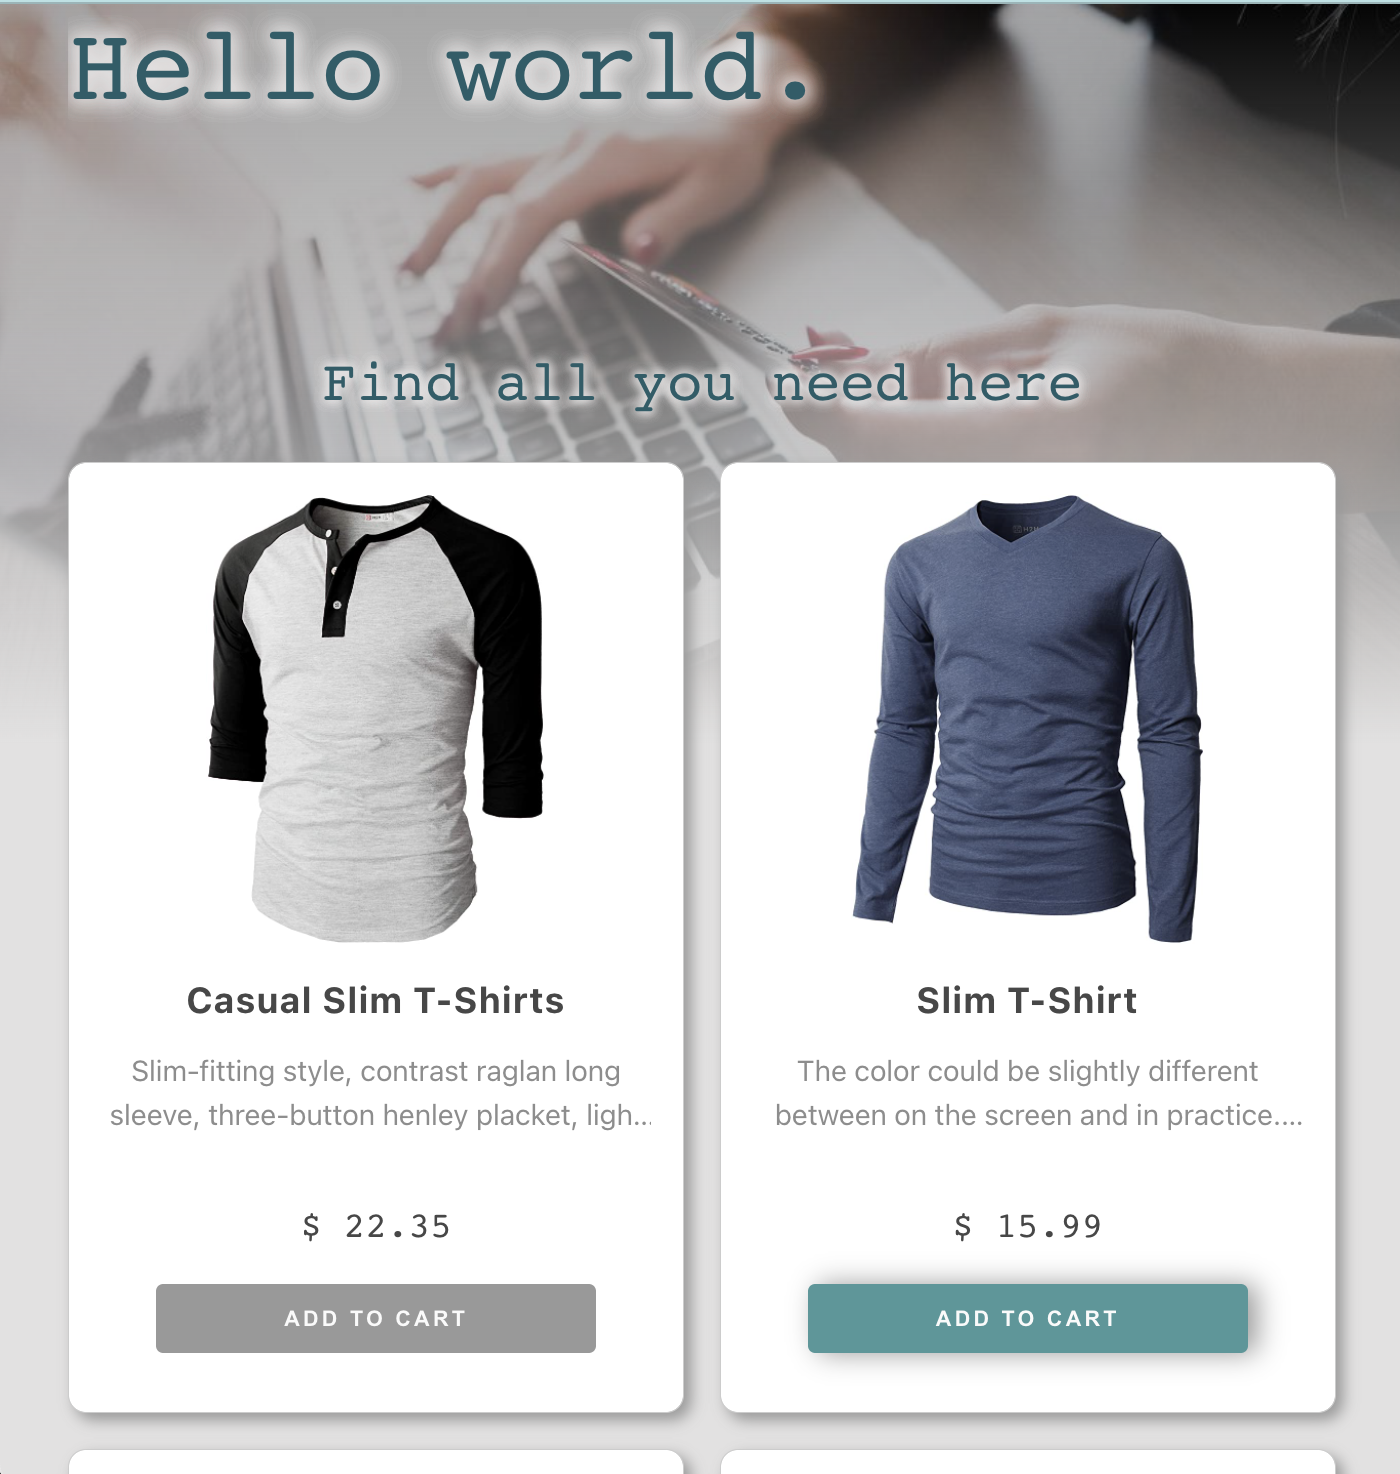 Hello world.
Find all you need here
Casual Slim T-Shirts
Slim-fitting style, contrast raglan long
sleeve, three-button henley placket, ligh...
$ 22.35
ADD TO CART
Slim T-Shirt
The color could be slightly different
between on the screen and in practice....
$ 15.99
ADD TO CART